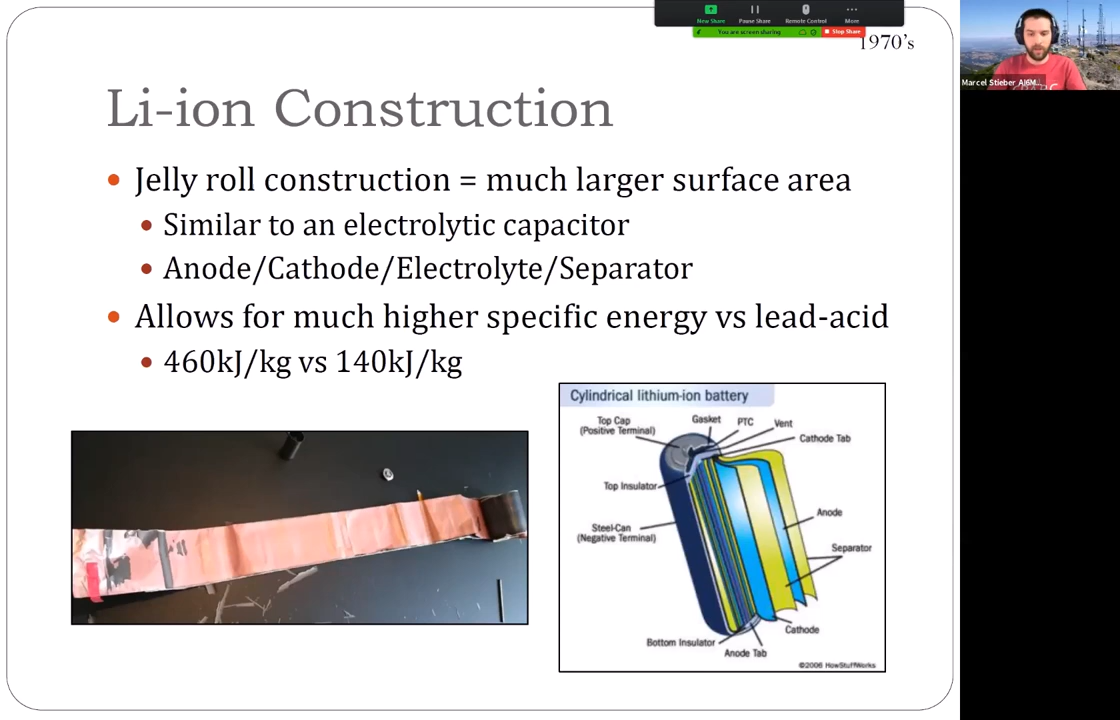 New Share
Pause Share
Remote Control
More
You are screen sharing
Stop Share
1970's
Marcel Stieber AI6M...
Li-ion Construction
Jelly roll construction = much larger surface area
Similar to an electrolytic capacitor
Anode/Cathode/Electrolyte/Separator
Allows for much higher specific energy vs lead-acid
460kJ/kg vs 140kJ/kg
Cylindrical lithium-ion battery
Top Cap
(Positive Terminal)
Gasket
PTC
Vent
Cathode Tab
Top Insulator
Steel-Can
(Negative Terminal)
Anode
Separator
Cathode
Bottom Insulator
Anode Tab
©2006 HowStuffWorks